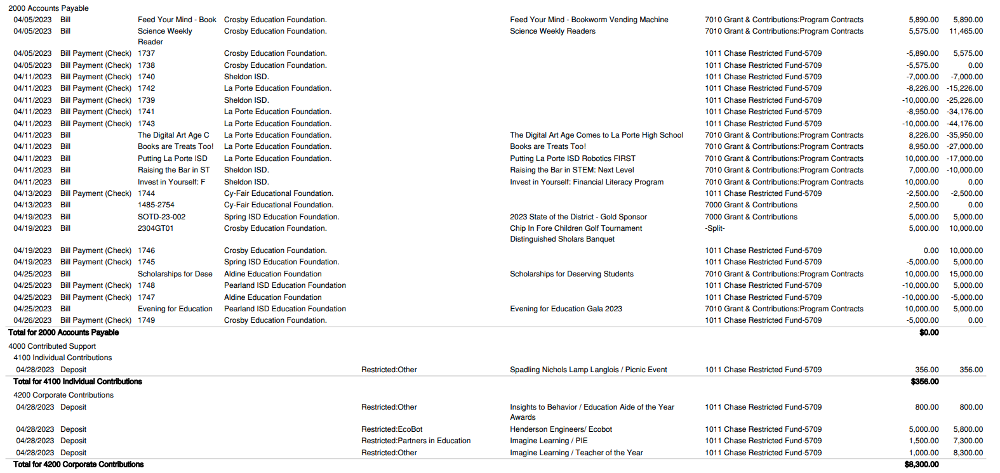 2000 Accounts Payable
04/05/2023 Bill Feed Your Mind - Book Crosby Education Foundation. Feed Your Mind - Bookworm Vending Machine 7010 Grant & Contributions:Program Contracts 5,890.00 5,890.00
04/05/2023 Bill Science Weekly Crosby Education Foundation. Science Weekly Readers 7010 Grant & Contributions:Program Contracts 5,575.00 11,465.00
Reader
04/05/2023 Bill Payment (Check) 1737 Crosby Education Foundation. 1011 Chase Restricted Fund-5709 -5,890.00 5,575.00
04/05/2023 Bill Payment (Check) 1738 Crosby Education Foundation. 1011 Chase Restricted Fund-5709 -5,575.00 0.00
04/11/2023 Bill Payment (Check) 1740 Sheldon ISD. 1011 Chase Restricted Fund-5709 -7,000.00 -7,000.00
04/11/2023 Bill Payment (Check) 1742 La Porte Education Foundation. 1011 Chase Restricted Fund-5709 -8,226.00 -15,226.00
04/11/2023 Bill Payment (Check) 1739 Sheldon ISD. 1011 Chase Restricted Fund-5709 -10,000.00 -25,226.00
04/11/2023 Bill Payment (Check) 1741 La Porte Education Foundation. 1011 Chase Restricted Fund-5709 -8,950.00 -34,176.00
04/11/2023 Bill Payment (Check) 1743 La Porte Education Foundation. 1011 Chase Restricted Fund-5709 -10,000.00 -44,176.00
04/11/2023 Bill The Digital Art Age C La Porte Education Foundation. The Digital Art Age Comes to La Porte High School 7010 Grant & Contributions:Program Contracts 8,226.00 -35,950.00
04/11/2023 Bill Books are Treats Too! La Porte Education Foundation. Books are Treats Too! 7010 Grant & Contributions:Program Contracts 8,950.00 -27,000.00
04/11/2023 Bill Putting La Porte ISD La Porte Education Foundation. Putting La Porte ISD Robotics FIRST 7010 Grant & Contributions:Program Contracts 10,000.00 -17,000.00
04/11/2023 Bill Raising the Bar in ST Sheldon ISD. Raising the Bar in STEM: Next Level 7010 Grant & Contributions:Program Contracts 7,000.00 -10,000.00
04/11/2023 Bill Invest in Yourself: F Sheldon ISD. Invest in Yourself: Financial Literacy Program 7010 Grant & Contributions:Program Contracts 10,000.00 0.00
04/13/2023 Bill Payment (Check) 1744 Cy-Fair Educational Foundation. 1011 Chase Restricted Fund-5709 -2,500.00 -2,500.00
04/13/2023 Bill 1485-2754 Cy-Fair Educational Foundation. 7000 Grant & Contributions 2,500.00 0.00
04/19/2023 Bill SOTD-23-002 Spring ISD Education Foundation. 2023 State of the District - Gold Sponsor 7000 Grant & Contributions 5,000.00 5,000.00
04/19/2023 Bill 2304GT01 Crosby Education Foundation. Chip In Fore Children Golf Tournament -Split- 5,000.00 10,000.00
Distinguished Sholars Banquet
04/19/2023 Bill Payment (Check) 1746 Crosby Education Foundation. 1011 Chase Restricted Fund-5709 0.00 10,000.00
04/19/2023 Bill Payment (Check) 1745 Spring ISD Education Foundation. 1011 Chase Restricted Fund-5709 -5,000.00 5,000.00
04/25/2023 Bill Scholarships for Dese Aldine Education Foundation Scholarships for Deserving Students 7010 Grant & Contributions:Program Contracts 10,000.00 15,000.00
04/25/2023 Bill Payment (Check) 1748 Pearland ISD Education Foundation 1011 Chase Restricted Fund-5709 -10,000.00 5,000.00
04/25/2023 Bill Payment (Check) 1747 Aldine Education Foundation 1011 Chase Restricted Fund-5709 -10,000.00 -5,000.00
04/25/2023 Bill Evening for Education Pearland ISD Education Foundation Evening for Education Gala 2023 7010 Grant & Contributions:Program Contracts 10,000.00 5,000.00
04/26/2023 Bill Payment (Check) 1749 Crosby Education Foundation. 1011 Chase Restricted Fund-5709 -5,000.00 0.00
Total for 2000 Accounts Payable $0.00
4000 Contributed Support
4100 Individual Contributions
04/28/2023 Deposit Restricted:Other Spadling Nichols Lamp Langlois / Picnic Event 1011 Chase Restricted Fund-5709 356.00 356.00
Total for 4100 Individual Contributions $356.00
4200 Corporate Contributions
04/28/2023 Deposit Restricted:Other Insights to Behavior / Education Aide of the Year 1011 Chase Restricted Fund-5709 800.00 800.00
Awards
04/28/2023 Deposit Restricted:EcoBot Henderson Engineers/ Ecobot 1011 Chase Restricted Fund-5709 5,000.00 5,800.00
04/28/2023 Deposit Restricted:Partners in Education Imagine Learning / PIE 1011 Chase Restricted Fund-5709 1,500.00 7,300.00
04/28/2023 Deposit Restricted:Other Imagine Learning / Teacher of the Year 1011 Chase Restricted Fund-5709 1,000.00 8,300.00
Total for 4200 Corporate Contributions $8,300.00